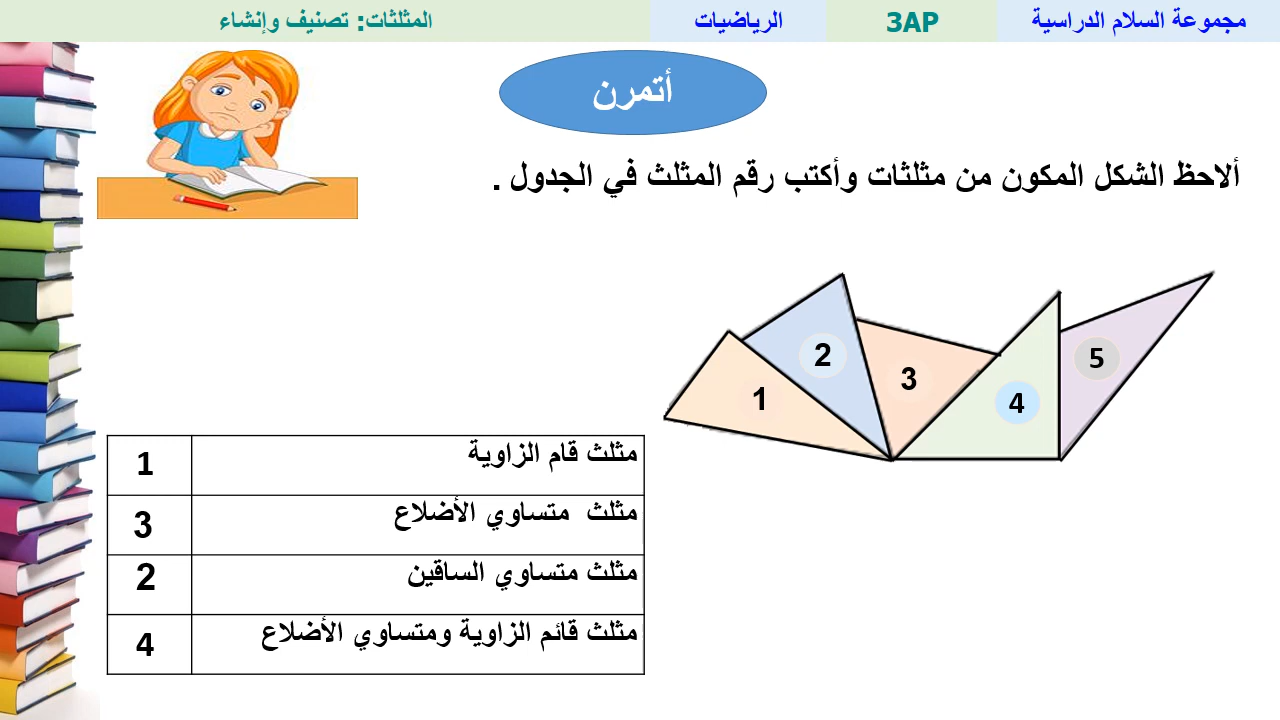 مجموعة السلام الدراسية
3AP
الرياضيات
المثلثات: تصنيف وإنشاء
أتمرن
ألاحظ الشكل المكون من مثلثات وأكتب رقم المثلث في الجدول .
1
2
3
4
5
مثلث قام الزاوية 1
مثلث متساوي الأضلاع 3
مثلث متساوي الساقين 2
مثلث قائم الزاوية ومتساوي الأضلاع 4